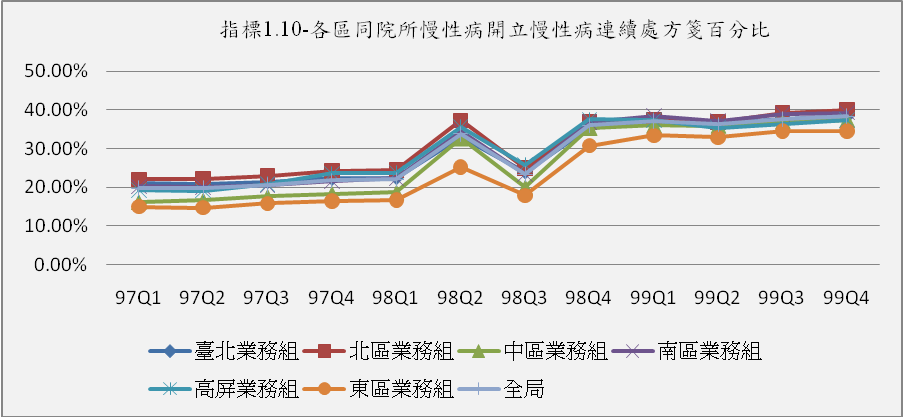 指標1.10-各區同院所慢性病開立慢性病連續處方箋百分比
50.00%
40.00%
30.00%
20.00%
10.00%
0.00%
97Q1 97Q2 97Q3 97Q4 98Q1 98Q2 98Q3 98Q4 99Q1 99Q2 99Q3 99Q4
臺北業務組 北區業務組 中區業務組 南區業務組
高屏業務組 東區業務組 全局